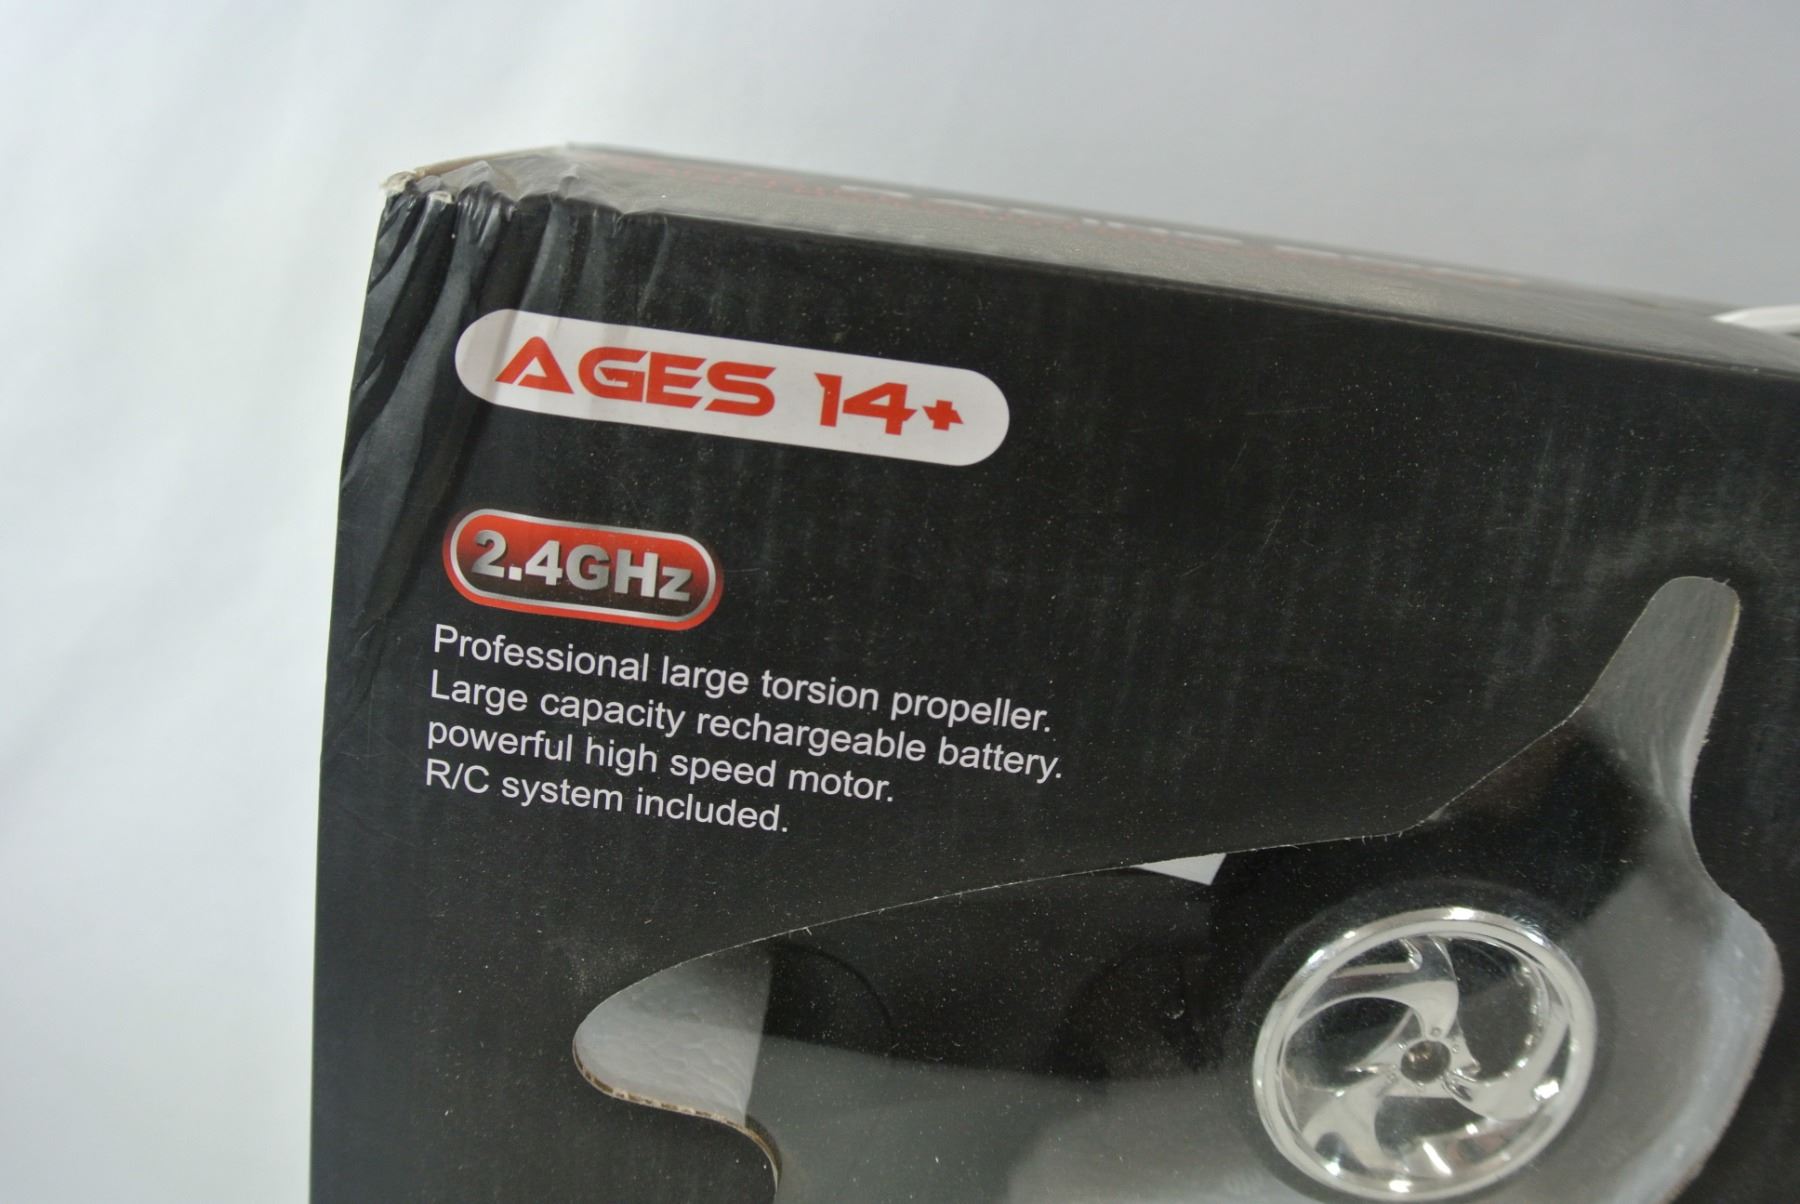 AGES 14+
2.4GHz
Professional large torsion propeller.
Large capacity rechargeable battery.
powerful high speed motor.
R/C system included.